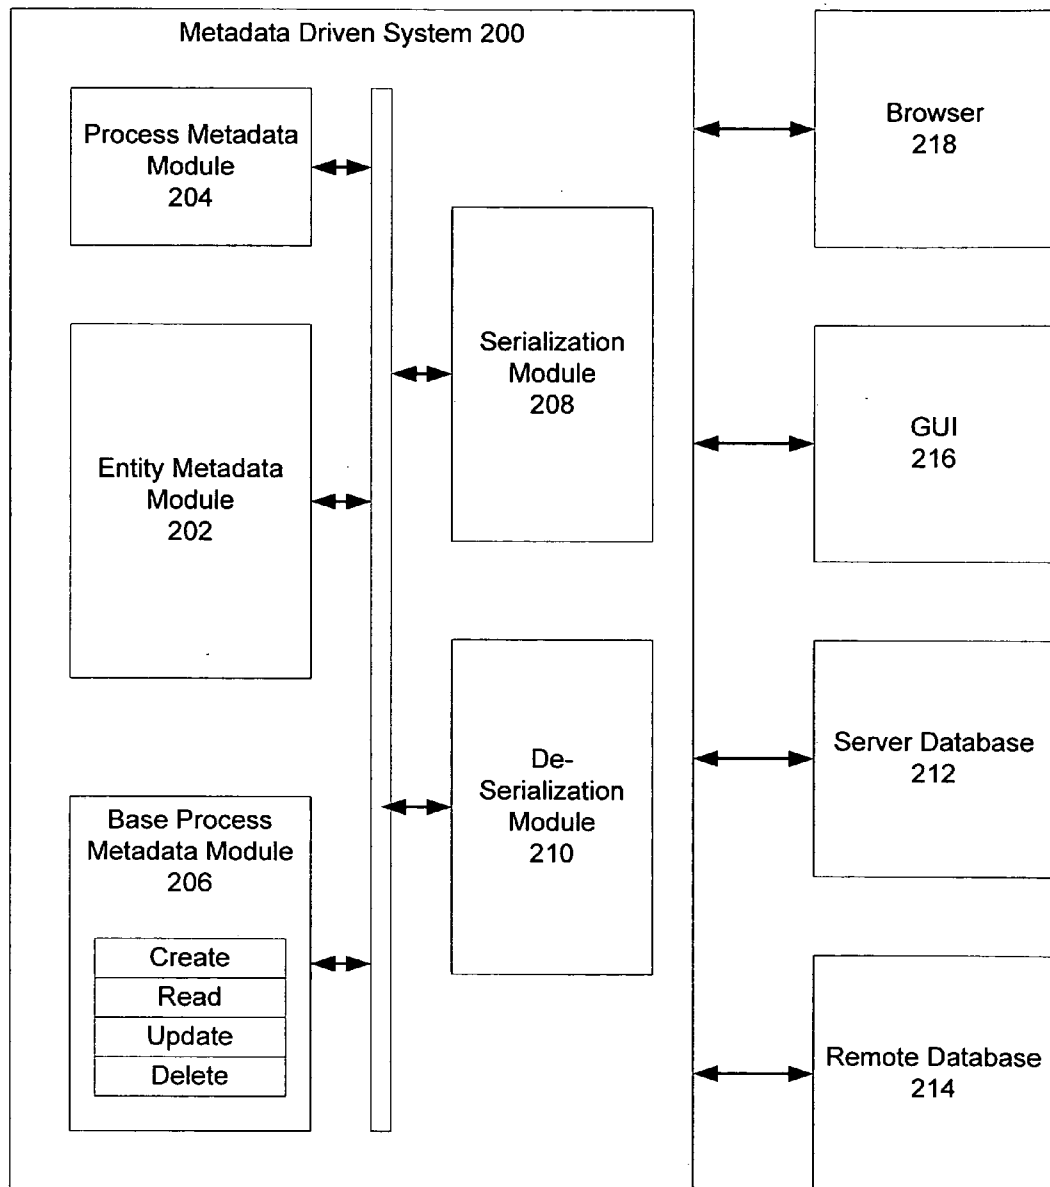 Metadata Driven System 200
Process Metadata
Module
204
Entity Metadata
Module
202
Base Process
Metadata Module
206
Create
Read
Update
Delete
Serialization
Module
208
De-
Serialization
Module
210
Browser
218
GUI
216
Server Database
212
Remote Database
214